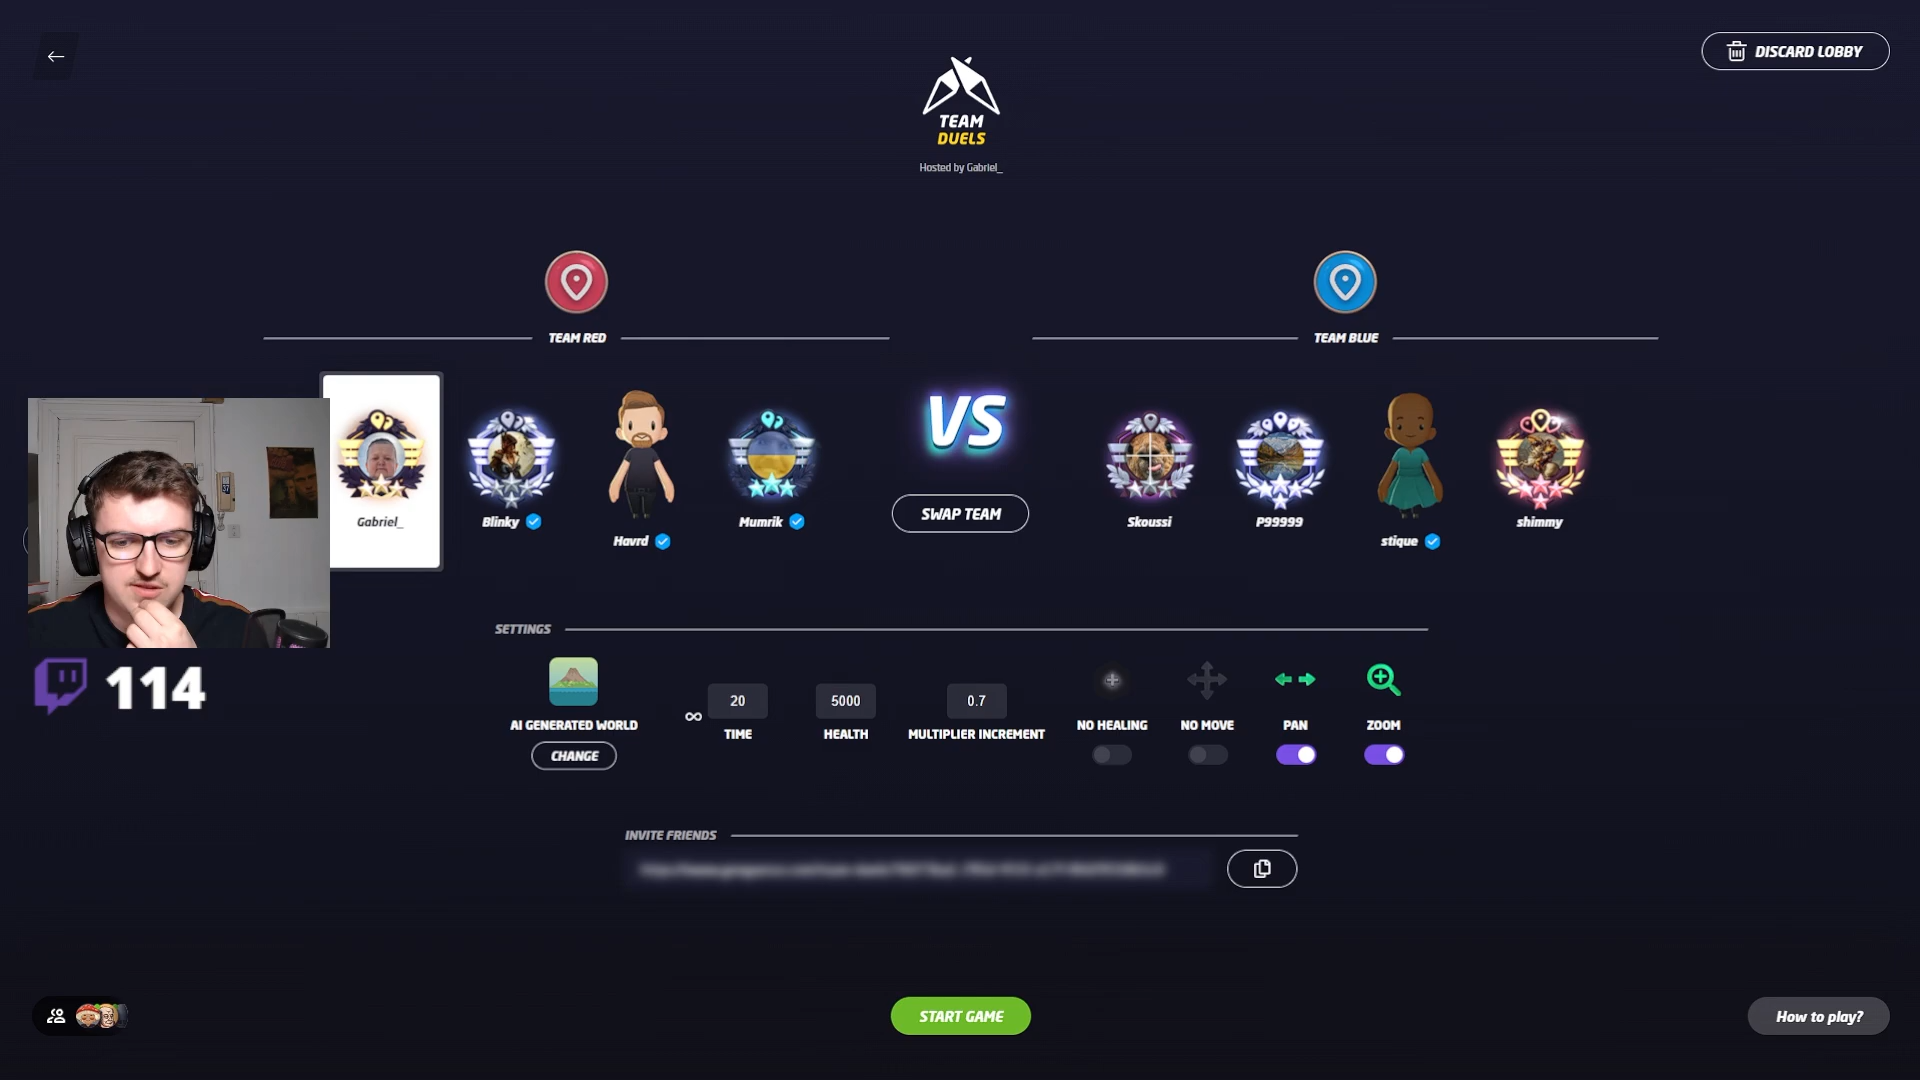 DISCARD LOBBY
TEAM
DUELS
Hosted by Gabriel_
TEAM RED
TEAM BLUE
VS
SWAP TEAM
Gabriel_
Blinky
Havrd
Mumrik
Skoussi
P99999
stique
shimmy
SETTINGS
114
AI GENERATED WORLD
CHANGE
∞
20
TIME
5000
HEALTH
0.7
MULTIPLIER INCREMENT
NO HEALING
NO MOVE
PAN
ZOOM
INVITE FRIENDS
START GAME
How to play?